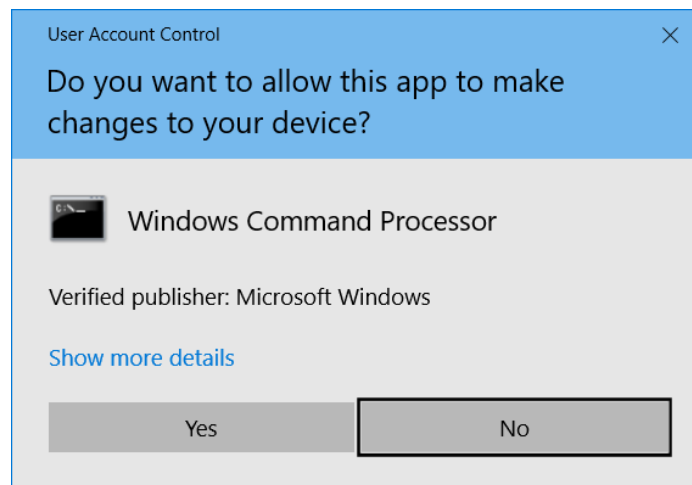 User Account Control
Do you want to allow this app to make
changes to your device?
C:\_
Windows Command Processor
Verified publisher: Microsoft Windows
Show more details
Yes
No